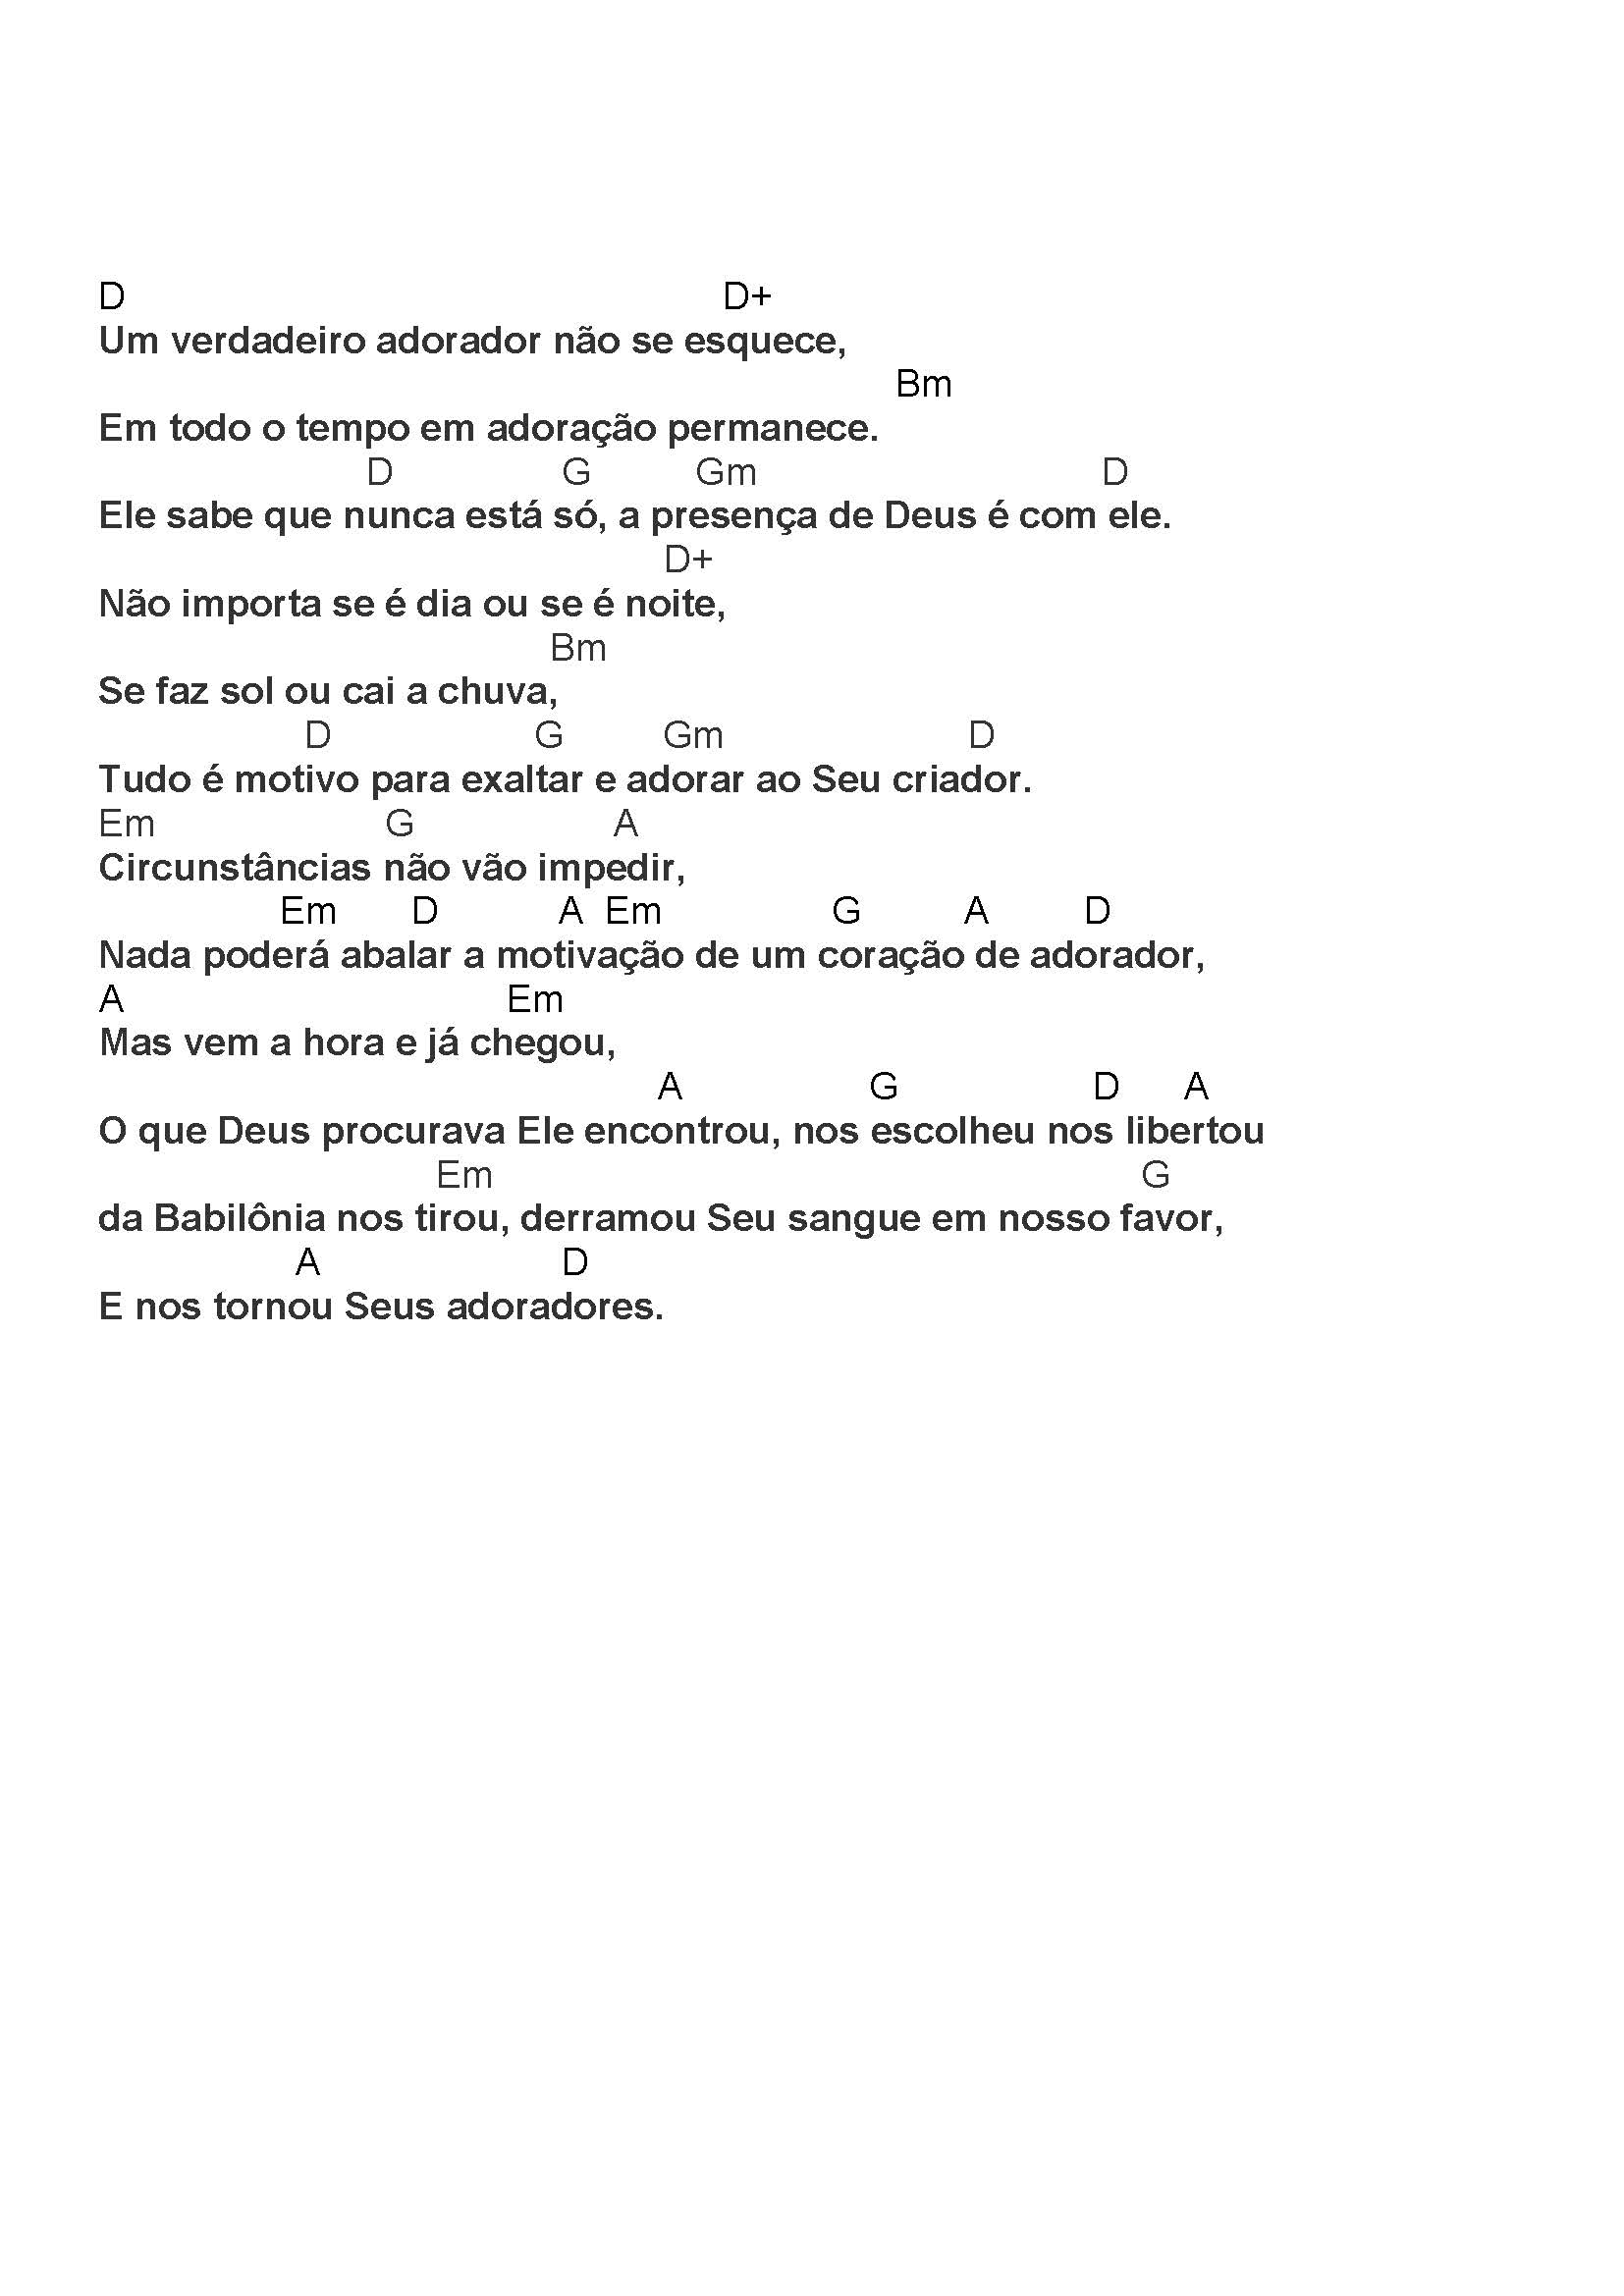 D D+
Um verdadeiro adorador não se esquece,
Bm
Em todo o tempo em adoração permanece.
D G Gm D
Ele sabe que nunca está só, a presença de Deus é com ele.
D+
Não importa se é dia ou se é noite,
Bm
Se faz sol ou cai a chuva,
D G Gm D
Tudo é motivo para exaltar e adorar ao Seu criador.
Em G A
Circunstâncias não vão impedir,
Em D A Em G A D
Nada poderá abalar a motivação de um coração de adorador,
A Em
Mas vem a hora e já chegou,
A G D A
O que Deus procurava Ele encontrou, nos escolheu nos libertou
Em G
da Babilônia nos tirou, derramou Seu sangue em nosso favor,
A D
E nos tornou Seus adoradores.